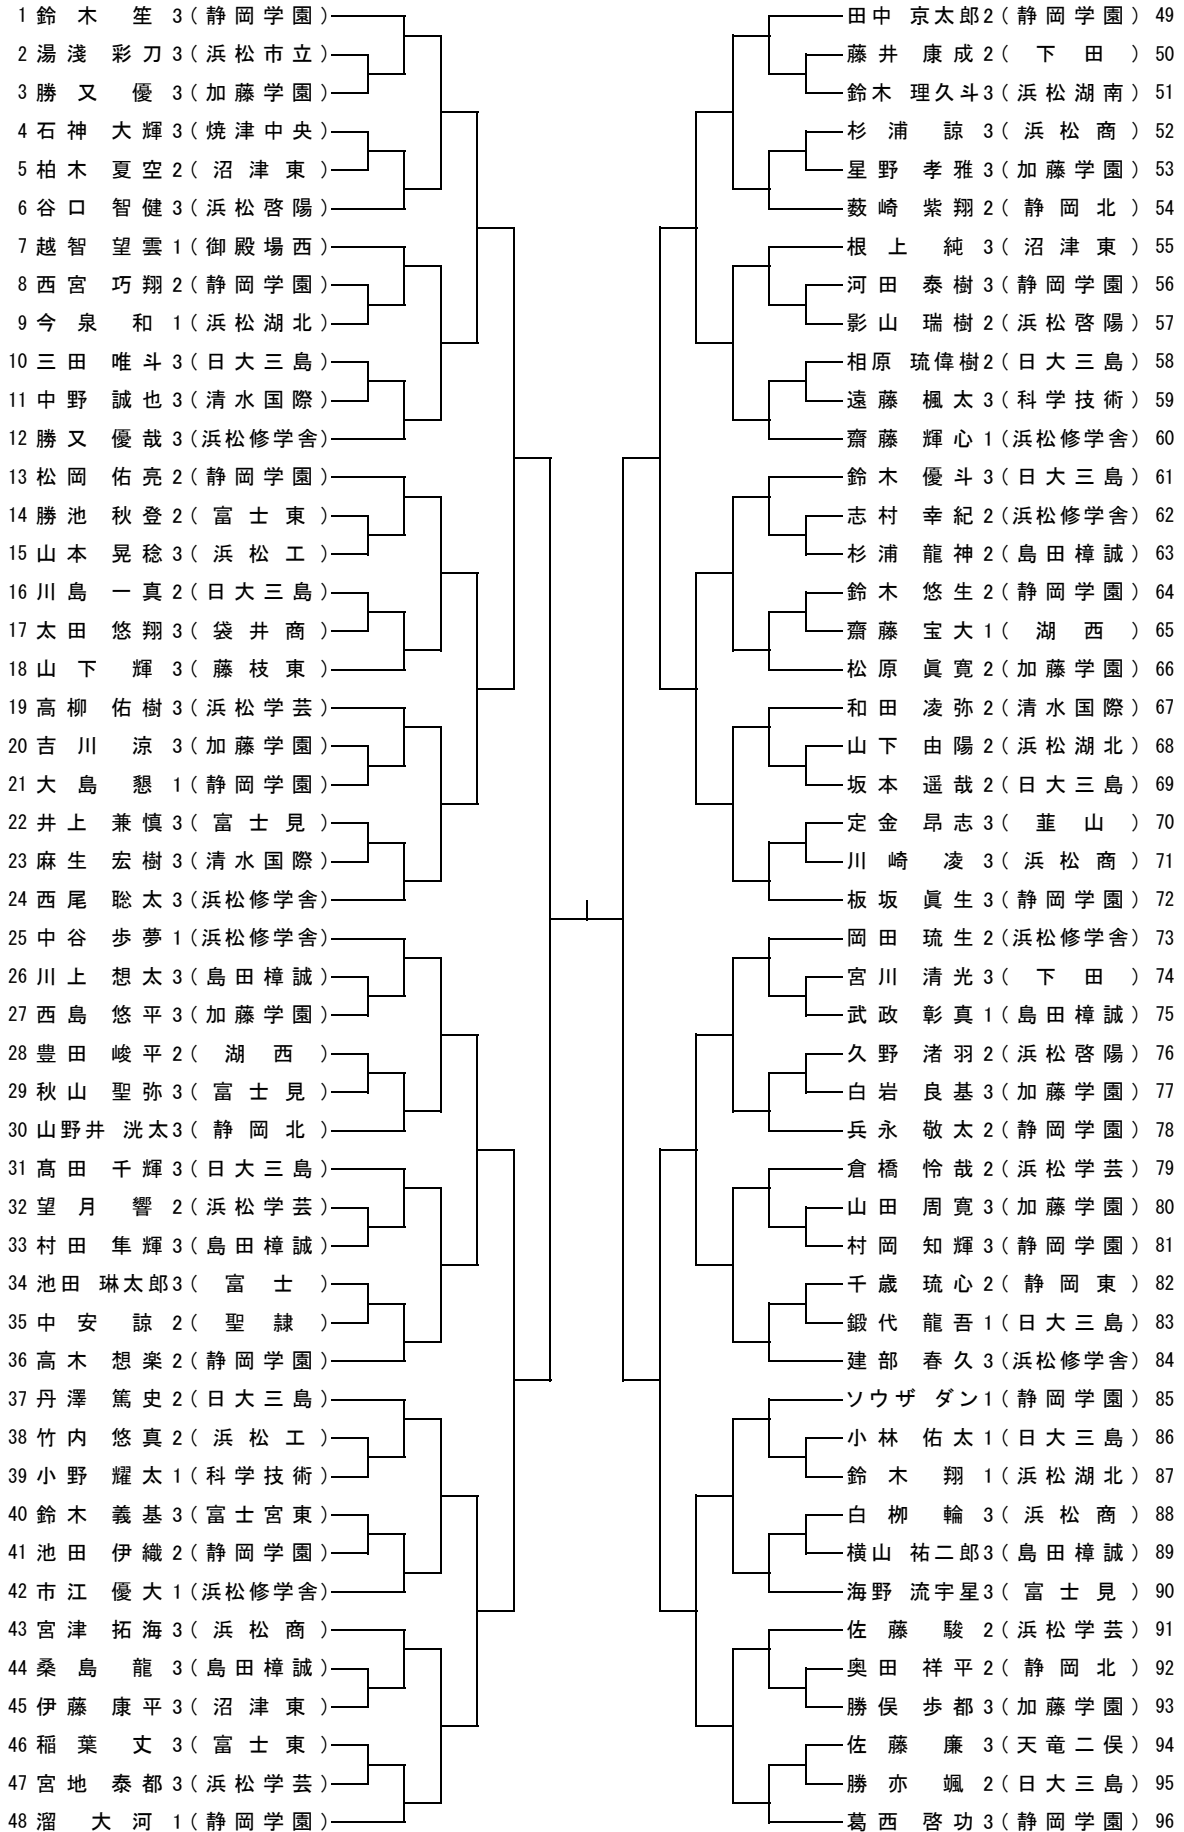 1 鈴木 笙 3 (静岡学園)
2 湯淺 彩刀 3 (浜松市立)
3 勝又 優 3 (加藤学園)
4 石神 大輝 3 (焼津中央)
5 柏木 夏空 2 (沼津東)
6 谷口 智健 3 (浜松啓陽)
7 越智 望雲 1 (御殿場西)
8 西宮 巧翔 2 (静岡学園)
9 今泉 和 1 (浜松湖北)
10 三田 唯斗 3 (日大三島)
11 中野 誠也 3 (清水国際)
12 勝又 優哉 3 (浜松修学舎)
13 松岡 佑亮 2 (静岡学園)
14 勝池 秋登 2 (富士東)
15 山本 晃稔 3 (浜松工)
16 川島 一真 2 (日大三島)
17 太田 悠翔 3 (袋井商)
18 山下 輝 3 (藤枝東)
19 高柳 佑樹 3 (浜松学芸)
20 吉川 涼 3 (加藤学園)
21 大島 懇 1 (静岡学園)
22 井上 兼慎 3 (富士見)
23 麻生 宏樹 3 (清水国際)
24 西尾 聡太 3 (浜松修学舎)
25 中谷 歩夢 1 (浜松修学舎)
26 川上 想太 3 (島田樟誠)
27 西島 悠平 3 (加藤学園)
28 豊田 峻平 2 (湖西)
29 秋山 聖弥 3 (富士見)
30 山野井 洸太 3 (静岡北)
31 髙田 千輝 3 (日大三島)
32 望月 響 2 (浜松学芸)
33 村田 隼輝 3 (島田樟誠)
34 池田 琳太郎 3 (富士)
35 中安 諒 2 (聖隷)
36 高木 想楽 2 (静岡学園)
37 丹澤 篤史 2 (日大三島)
38 竹内 悠真 2 (浜松工)
39 小野 耀太 1 (科学技術)
40 鈴木 義基 3 (富士宮東)
41 池田 伊織 2 (静岡学園)
42 市江 優大 1 (浜松修学舎)
43 宮津 拓海 3 (浜松商)
44 桑島 龍 3 (島田樟誠)
45 伊藤 康平 3 (沼津東)
46 稲葉 丈 3 (富士東)
47 宮地 泰都 3 (浜松学芸)
48 溜 大河 1 (静岡学園)
田中 京太郎 2 (静岡学園) 49
藤井 康成 2 (下田) 50
鈴木 理久斗 3 (浜松湖南) 51
杉浦 諒 3 (浜松商) 52
星野 孝雅 3 (加藤学園) 53
薮崎 紫翔 2 (静岡北) 54
根上 純 3 (沼津東) 55
河田 泰樹 3 (静岡学園) 56
影山 瑞樹 2 (浜松啓陽) 57
相原 琉偉樹 2 (日大三島) 58
遠藤 楓太 3 (科学技術) 59
齋藤 輝心 1 (浜松修学舎) 60
鈴木 優斗 3 (日大三島) 61
志村 幸紀 2 (浜松修学舎) 62
杉浦 龍神 2 (島田樟誠) 63
鈴木 悠生 2 (静岡学園) 64
齋藤 宝大 1 (湖西) 65
松原 眞寛 2 (加藤学園) 66
和田 凌弥 2 (清水国際) 67
山下 由陽 2 (浜松湖北) 68
坂本 遥哉 2 (日大三島) 69
定金 昂志 3 (韮山) 70
川崎 凌 3 (浜松商) 71
板坂 眞生 3 (静岡学園) 72
岡田 琉生 2 (浜松修学舎) 73
宮川 清光 3 (下田) 74
武政 彰真 1 (島田樟誠) 75
久野 渚羽 2 (浜松啓陽) 76
白岩 良基 3 (加藤学園) 77
兵永 敬太 2 (静岡学園) 78
倉橋 怜哉 2 (浜松学芸) 79
山田 周寛 3 (加藤学園) 80
村岡 知輝 3 (静岡学園) 81
千歳 琉心 2 (静岡東) 82
鍛代 龍吾 1 (日大三島) 83
建部 春久 3 (浜松修学舎) 84
ソウザ ダン 1 (静岡学園) 85
小林 佑太 1 (日大三島) 86
鈴木 翔 1 (浜松湖北) 87
白栁 輪 3 (浜松商) 88
横山 祐二郎 3 (島田樟誠) 89
海野 流宇星 3 (富士見) 90
佐藤 駿 2 (浜松学芸) 91
奥田 祥平 2 (静岡北) 92
勝俣 歩都 3 (加藤学園) 93
佐藤 廉 3 (天竜二俣) 94
勝亦 颯 2 (日大三島) 95
葛西 啓功 3 (静岡学園) 96